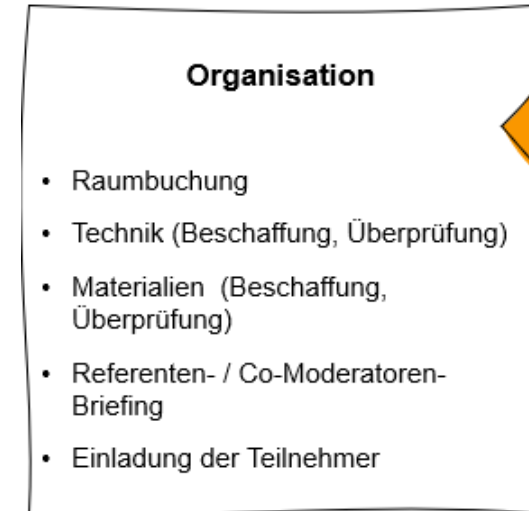 Organisation
• Raumbuchung
• Technik (Beschaffung, Überprüfung)
• Materialien (Beschaffung,
Überprüfung)
• Referenten- / Co-Moderatoren-
Briefing
• Einladung der Teilnehmer